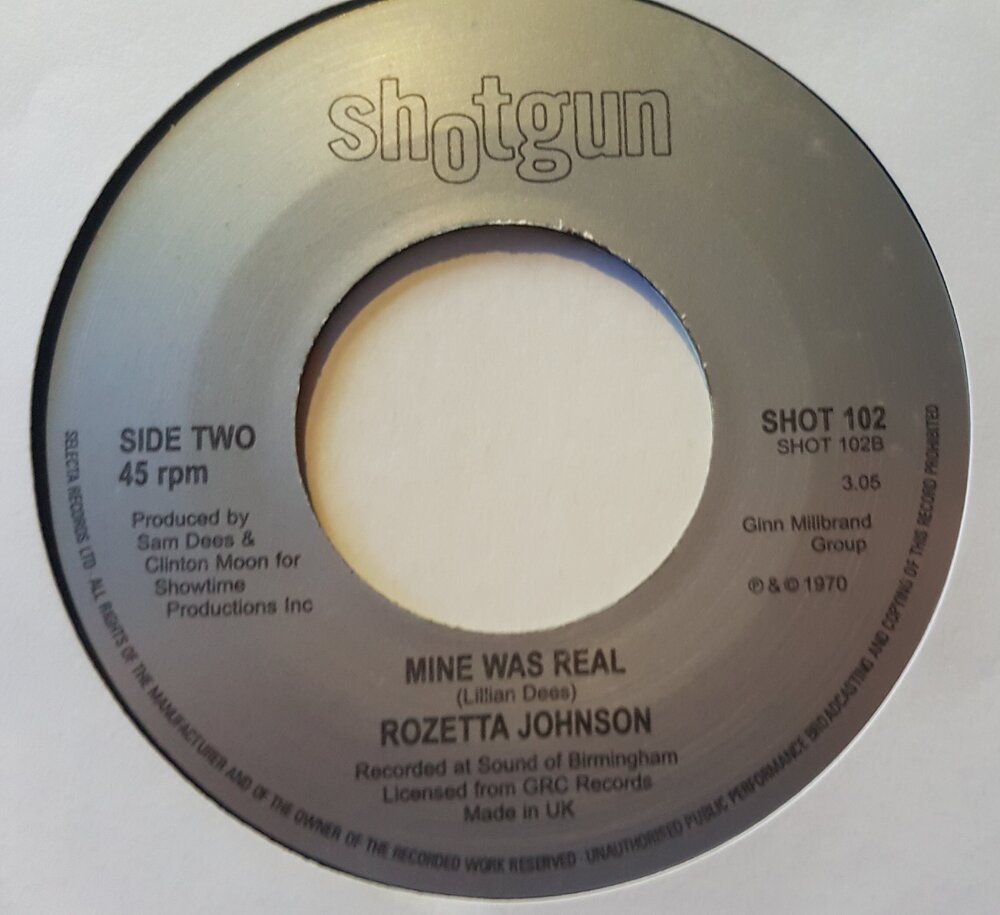 shotgun
SIDE TWO
45 rpm
Produced by
Sam Dees &
Clinton Moon for
Showtime
Productions Inc
SHOT 102
SHOT 102B
3.05
Ginn Millbrand
Group
℗ & © 1970
MINE WAS REAL
(Lillian Dees)
ROZETTA JOHNSON
Recorded at Sound of Birmingham
Licensed from GRC Records
Made in UK
SELECTA RECORDS LTD ALL RIGHTS OF THE MANUFACTURER AND OF THE OWNER OF THE RECORDED WORK RESERVED · UNAUTHORISED PUBLIC PERFORMANCE BROADCASTING AND COPYING OF THIS RECORD PROHIBITED